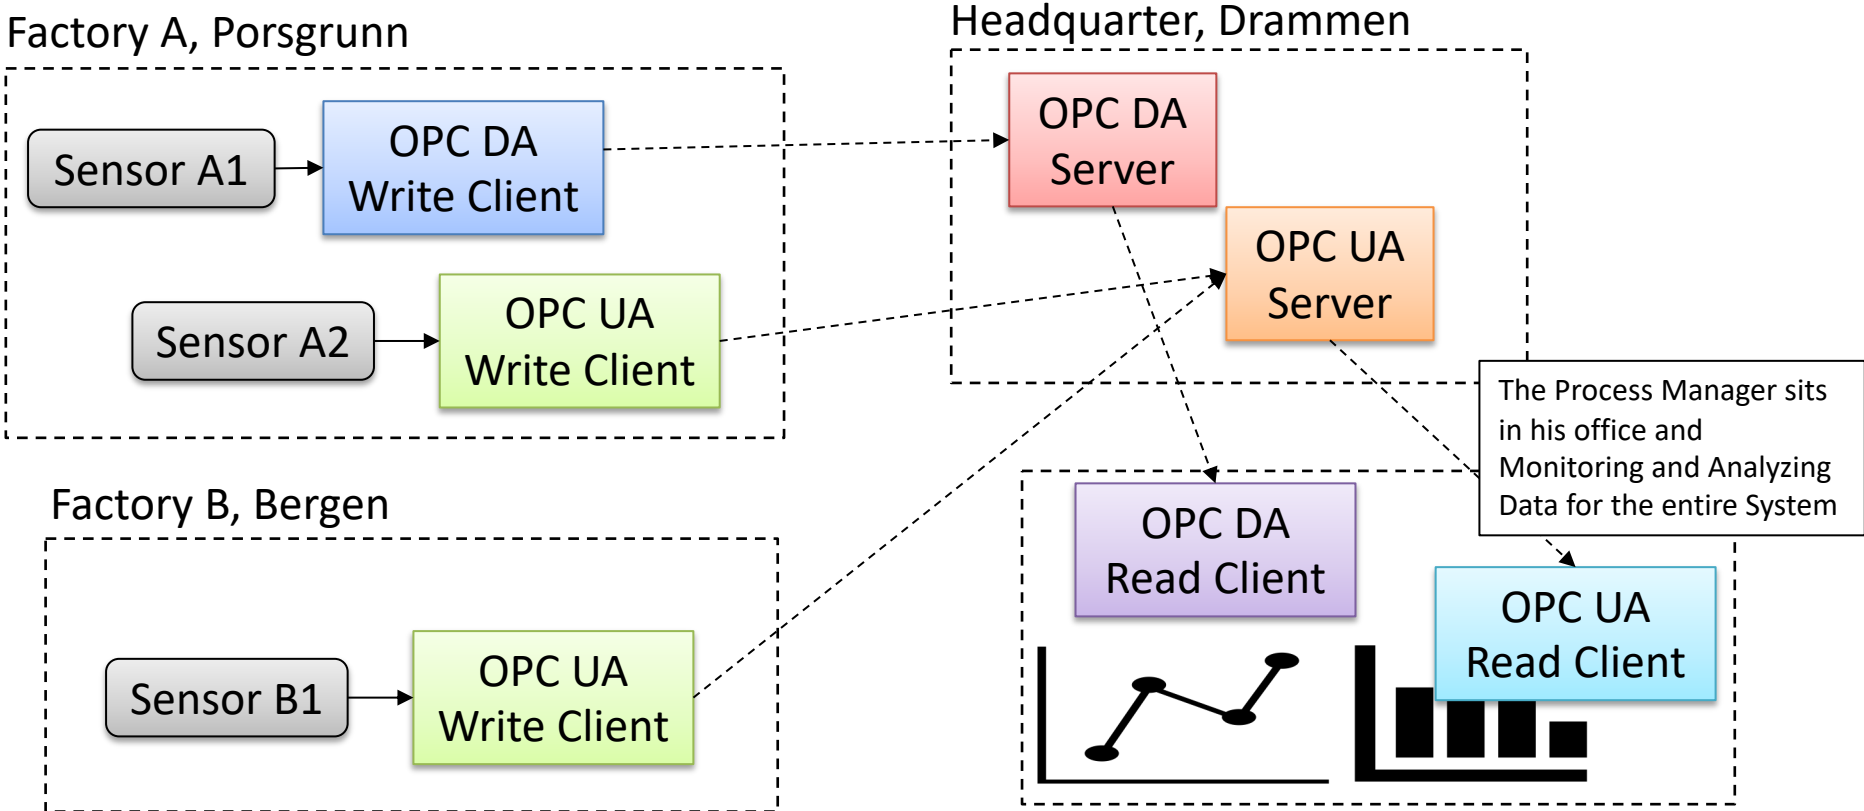 Factory A, Porsgrunn
Sensor A1
OPC DA
Write Client
Sensor A2
OPC UA
Write Client
Factory B, Bergen
Sensor B1
OPC UA
Write Client
Headquarter, Drammen
OPC DA
Server
OPC UA
Server
The Process Manager sits
in his office and
Monitoring and Analyzing
Data for the entire System
OPC DA
Read Client
OPC UA
Read Client